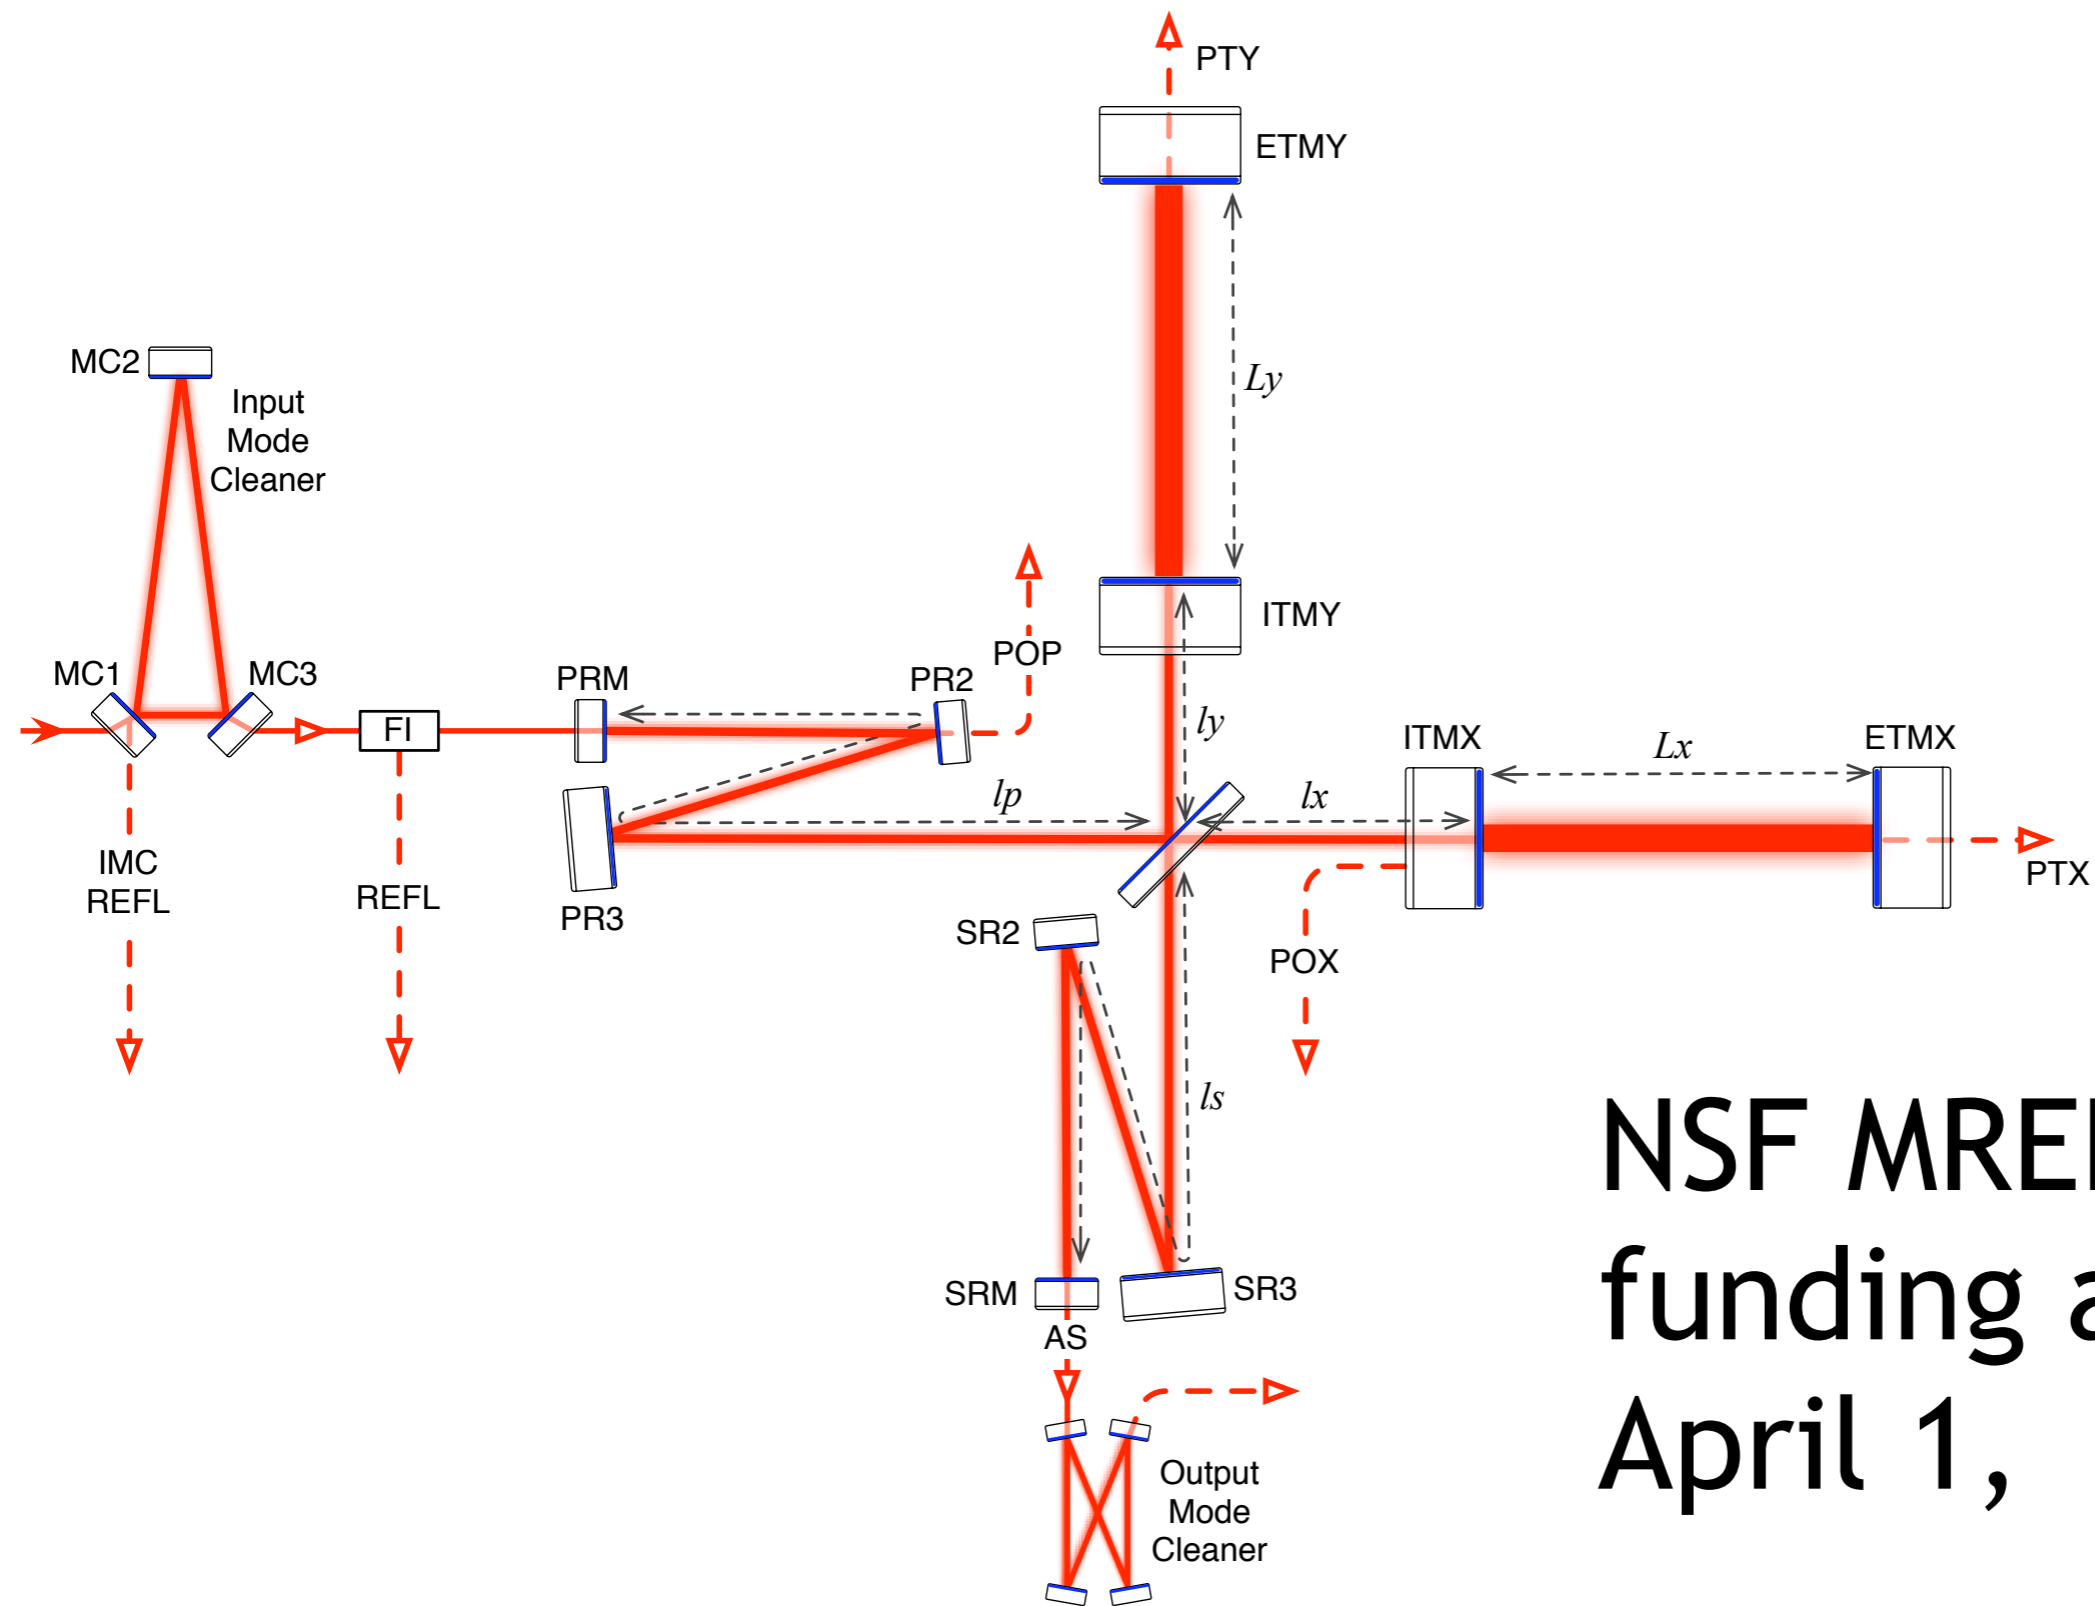 PTY
ETMY
MC2
Input
Mode
Cleaner
Ly
ITMY
POP
MC1
MC3
PRM
PR2
FI
ly
ITMX
Lx
ETMX
lp
lx
IMC
REFL
REFL
PR3
SR2
POX
PTX
ls
NSF
SRM
SR3
funding
AS
April 1,
Output
Mode
Cleaner